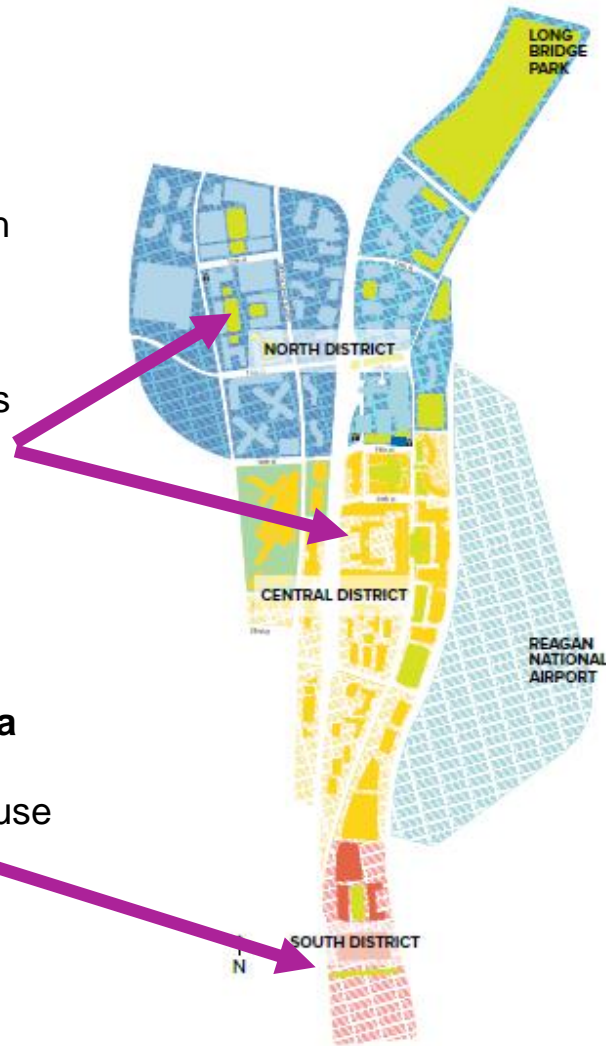 LONG
BRIDGE
PARK
n
NORTH DISTRICT
s
CENTRAL DISTRICT
REAGAN
NATIONAL
AIRPORT
a
use
SOUTH DISTRICT
N